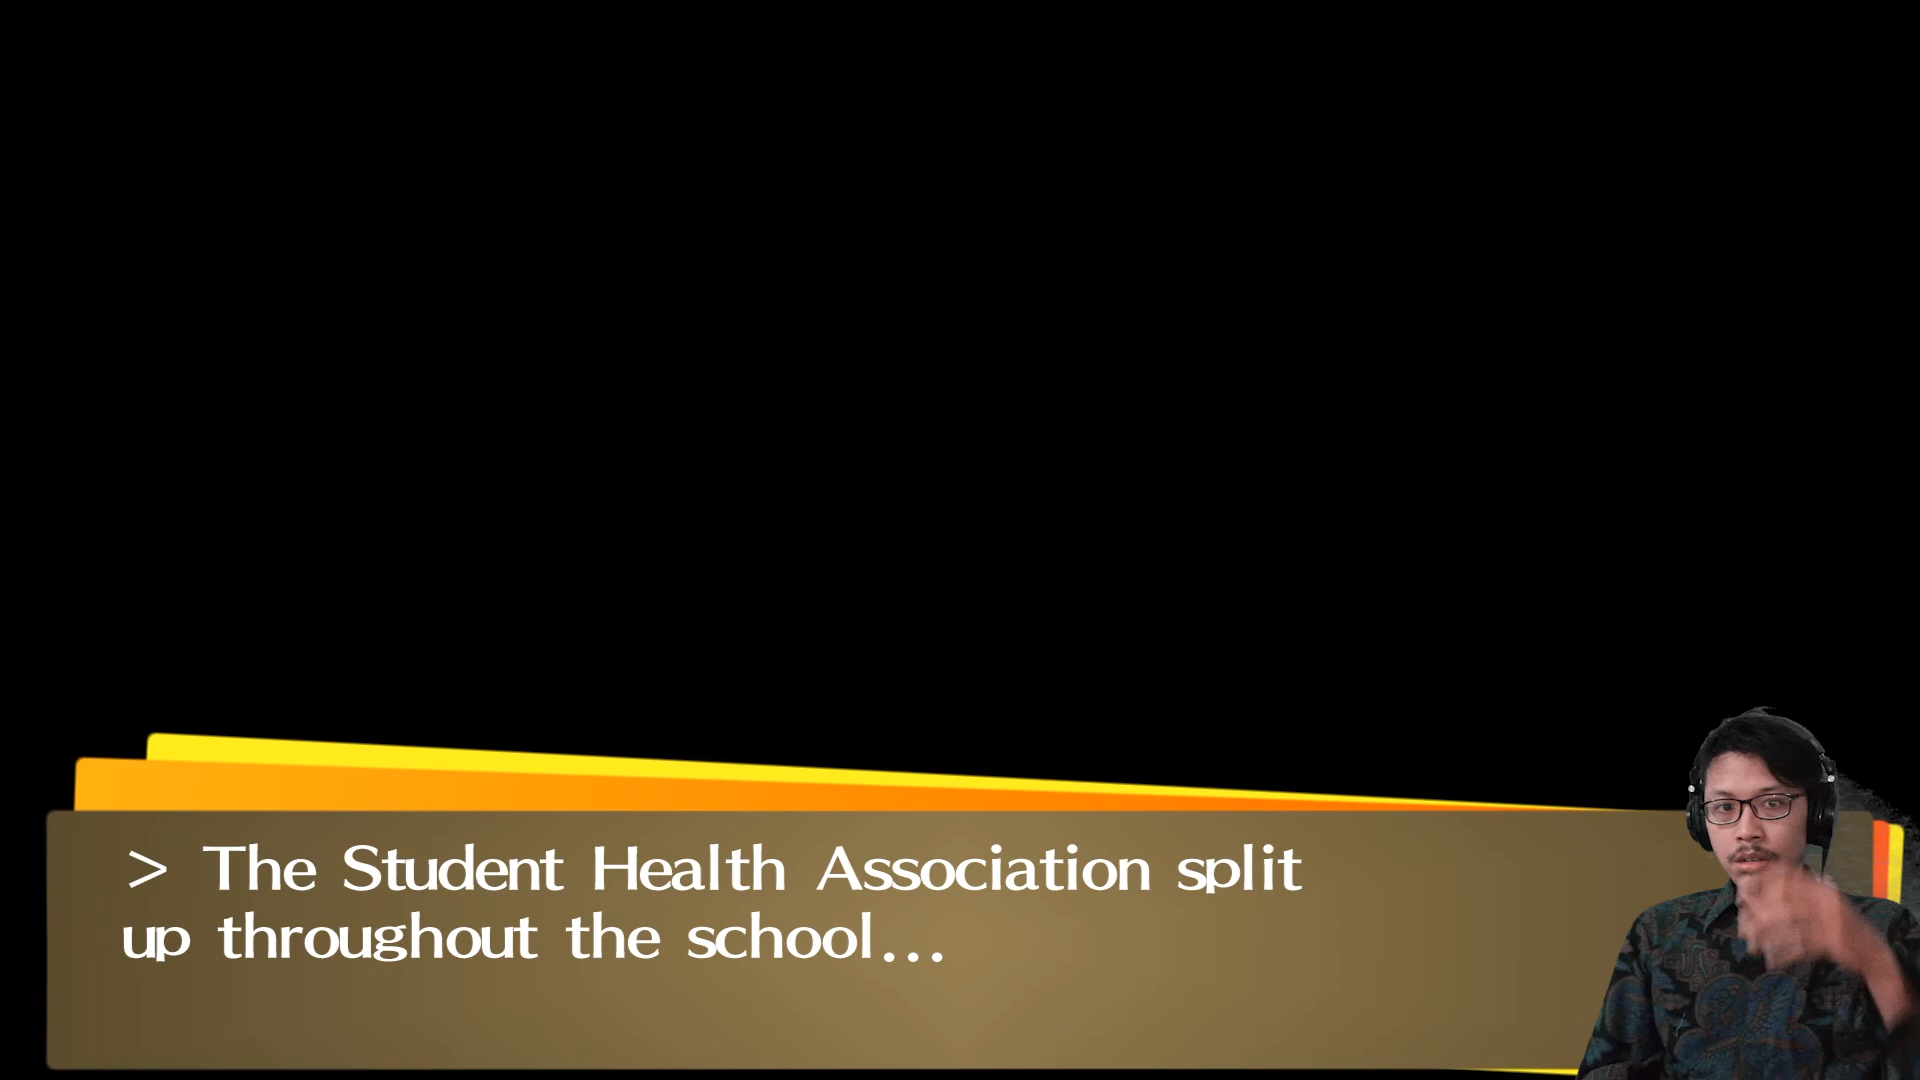 > The Student Health Association split
up throughout the school...